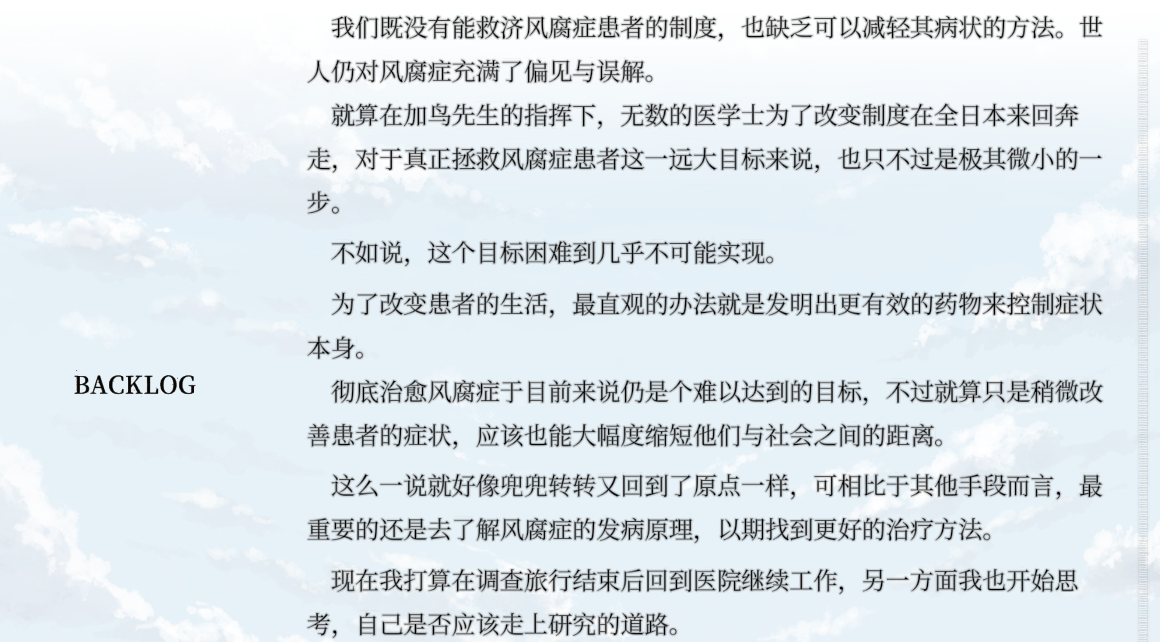 我们既没有能救济风腐症患者的制度，也缺乏可以减轻其病状的方法。世
人仍对风腐症充满了偏见与误解。
就算在加鸟先生的指挥下，无数的医学士为了改变制度在全日本来回奔
走，对于真正拯救风腐症患者这一远大目标来说，也只不过是极其微小的一
步。
不如说，这个目标困难到几乎不可能实现。
为了改变患者的生活，最直观的办法就是发明出更有效的药物来控制症状
本身。
BACKLOG
彻底治愈风腐症于目前来说仍是个难以达到的目标，不过就算只是稍微改
善患者的症状，应该也能大幅度缩短他们与社会之间的距离。
这么一说就好像兜兜转转又回到了原点一样，可相比于其他手段而言，最
重要的还是去了解风腐症的发病原理，以期找到更好的治疗方法。
现在我打算在调查旅行结束后回到医院继续工作，另一方面我也开始思
考，自己是否应该走上研究的道路。